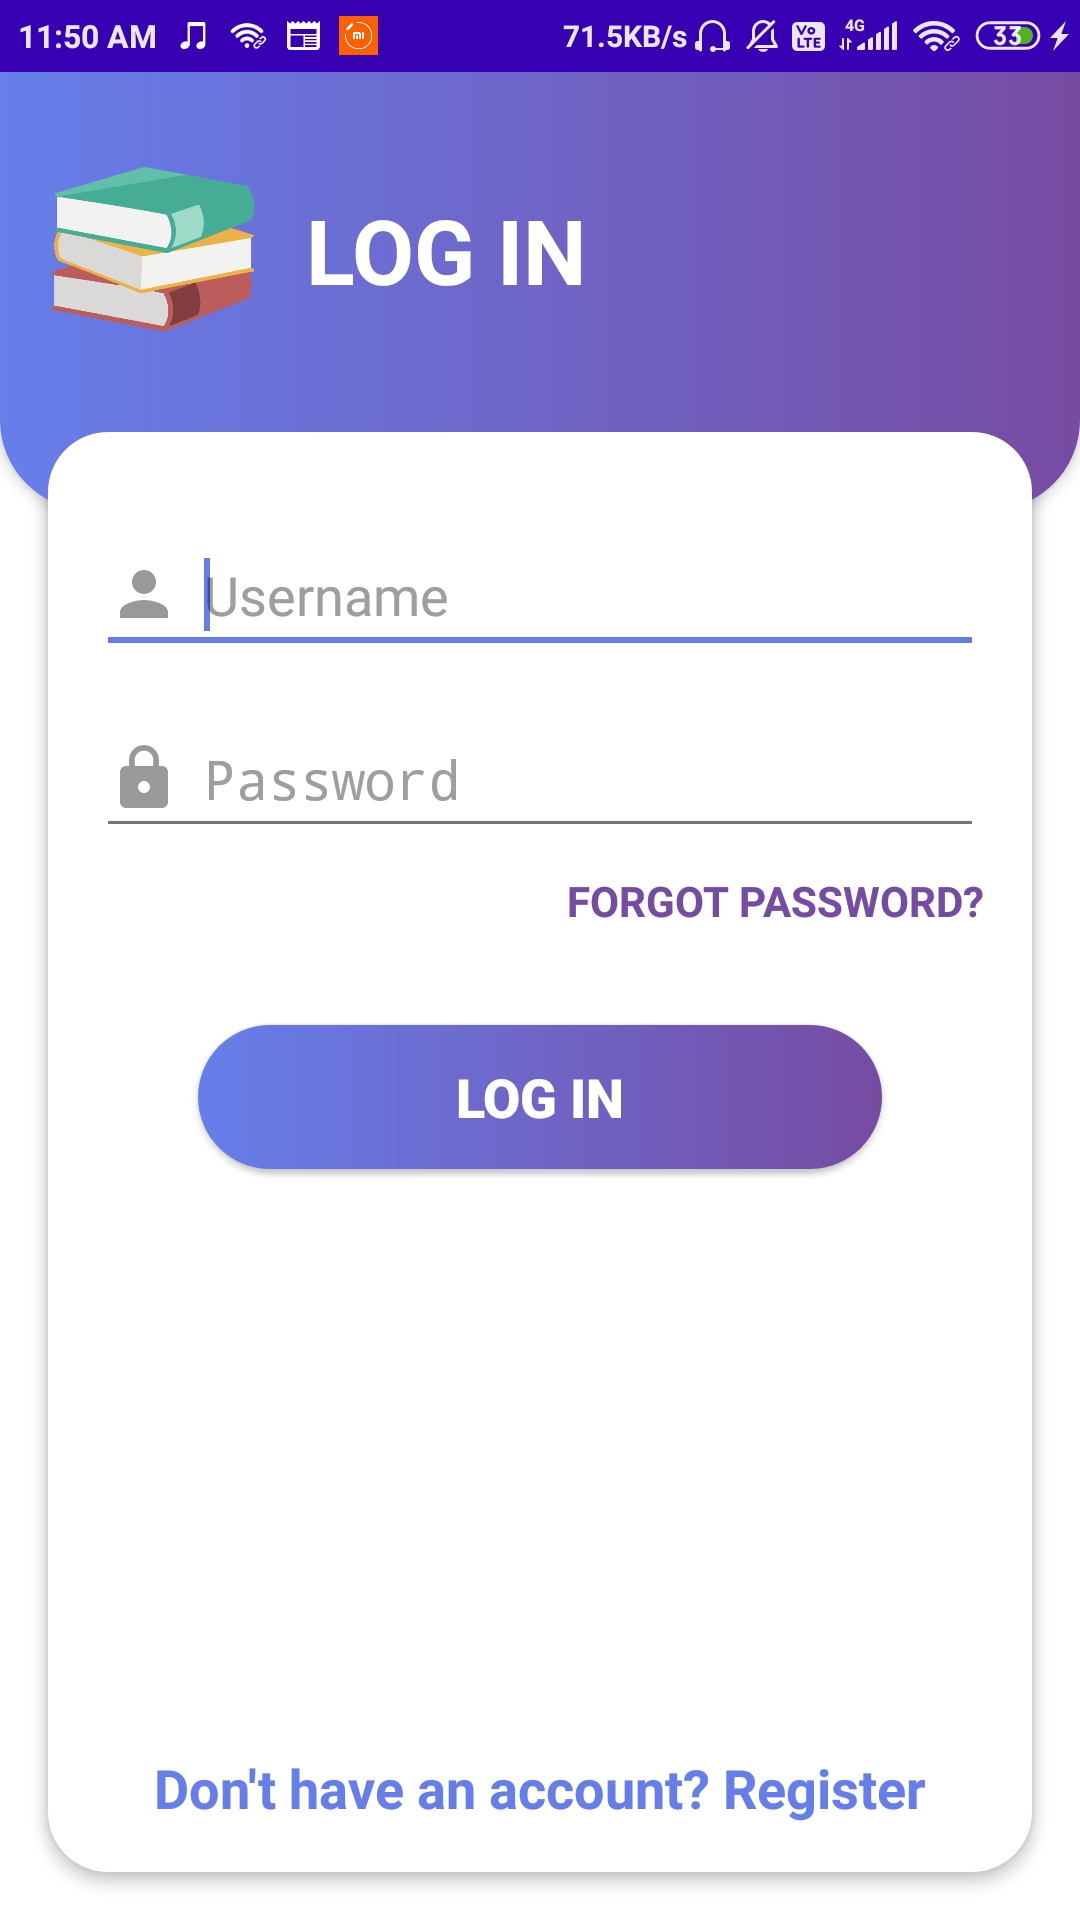 11:50 AM 71.5KB/s Vo LTE 4G 33
LOG IN
Username
Password
FORGOT PASSWORD?
LOG IN
Don't have an account? Register